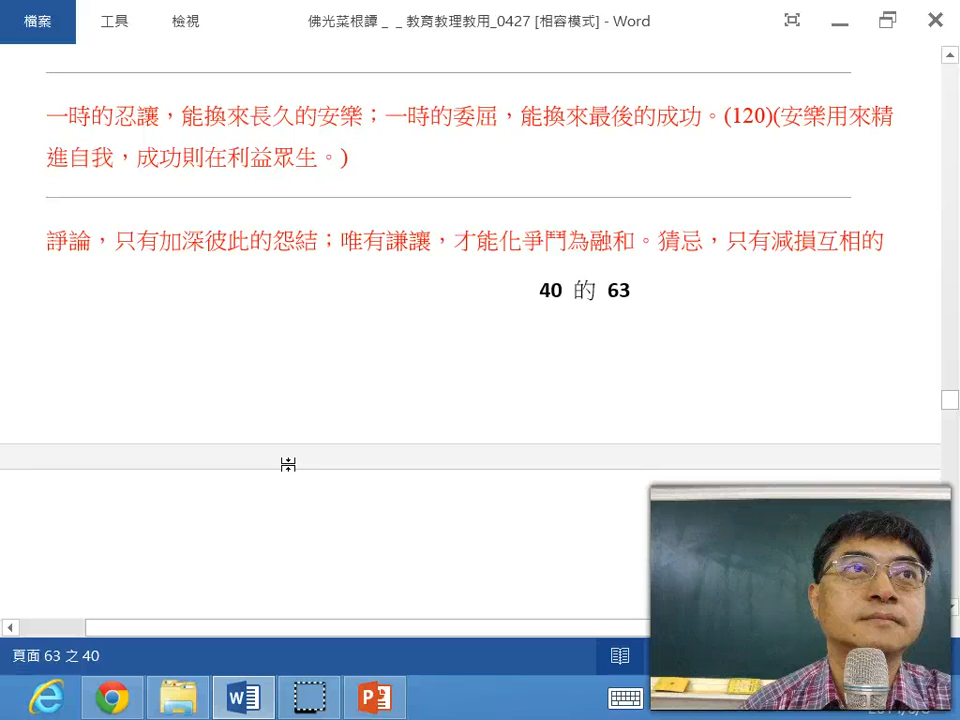 檔案 工具 檢視 佛光菜根譚 _ _ 教育教理教用_0427 [相容模式] - Word
一時的忍讓，能換來長久的安樂；一時的委屈，能換來最後的成功。(120)(安樂用來精
進自我，成功則在利益眾生。)
諍論，只有加深彼此的怨結；唯有謙讓，才能化爭鬥為融和。猜忌，只有減損互相的
40 的 63
頁面 63 之 40